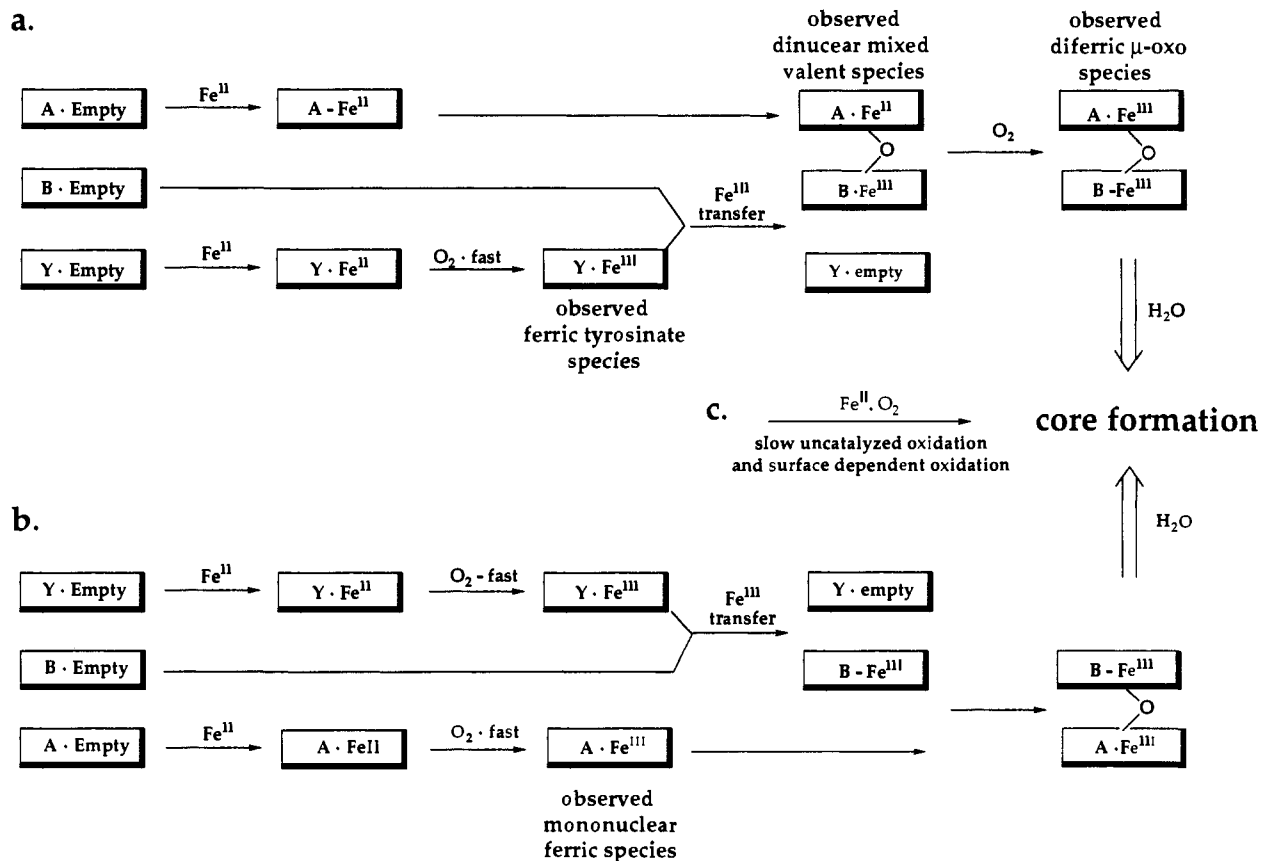 a.
observed
dinucear mixed
valent species
observed
diferric μ-oxo
species
A · Empty
Fe^II
A - Fe^II
A · Fe^II
O
B · Fe^III
O₂
A · Fe^III
O
B - Fe^III
B · Empty
Fe^III
transfer
Y · Empty
Fe^II
Y · Fe^II
O₂ · fast
Y · Fe^III
Y · empty
observed
ferric tyrosinate
species
H₂O
c.
Fe^II. O₂
slow uncatalyzed oxidation
and surface dependent oxidation
core formation
H₂O
b.
Y · Empty
Fe^II
Y · Fe^II
O₂ - fast
Y · Fe^III
Fe^III
transfer
Y · empty
B · Empty
B - Fe^III
B - Fe^III
O
A · Fe^III
A · Empty
Fe^II
A · FeII
O₂ · fast
A · Fe^III
observed
mononuclear
ferric species